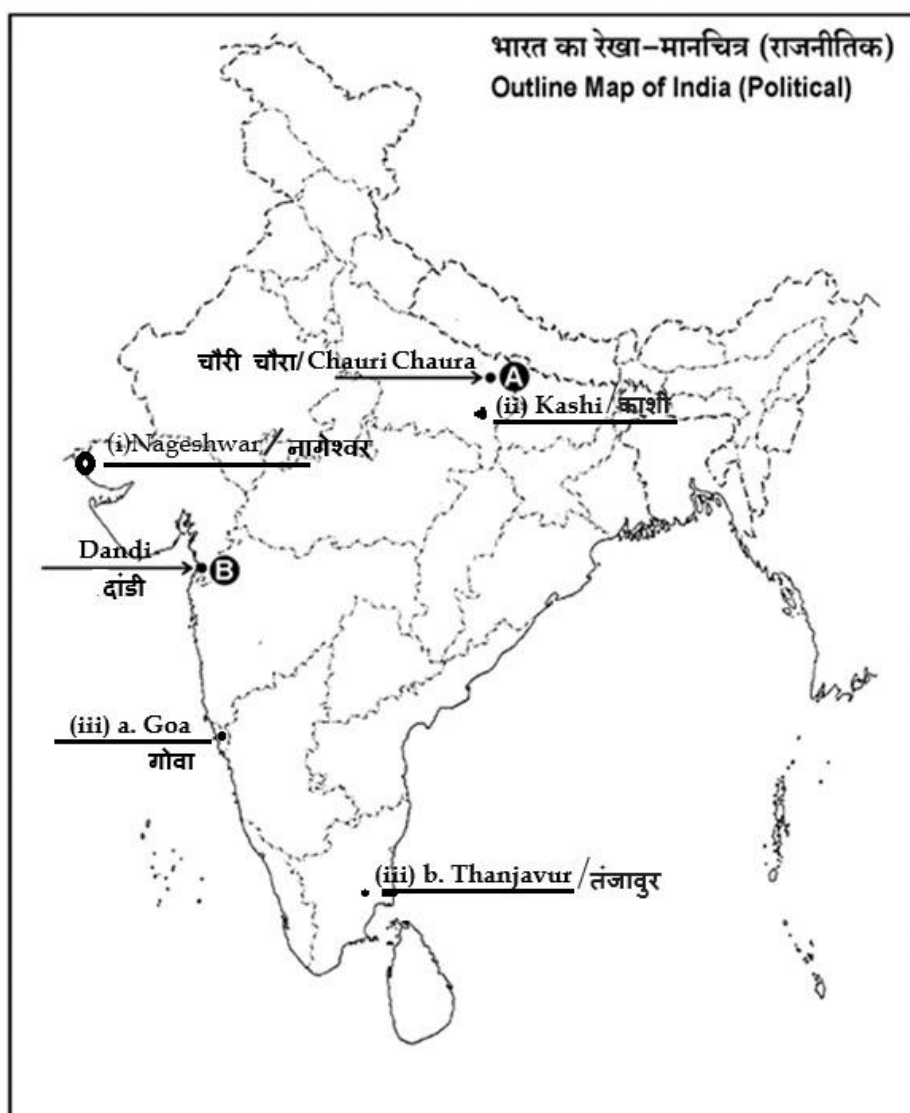 भारत का रेखा–मानचित्र (राजनीतिक)
Outline Map of India (Political)
चौरी चौरा/ Chauri Chaura
A
(ii) Kashi/काशी
(i)Nageshwar/ नागेश्वर
Dandi
B
दांडी
(iii) a. Goa
गोवा
(iii) b. Thanjavur/तंजावुर